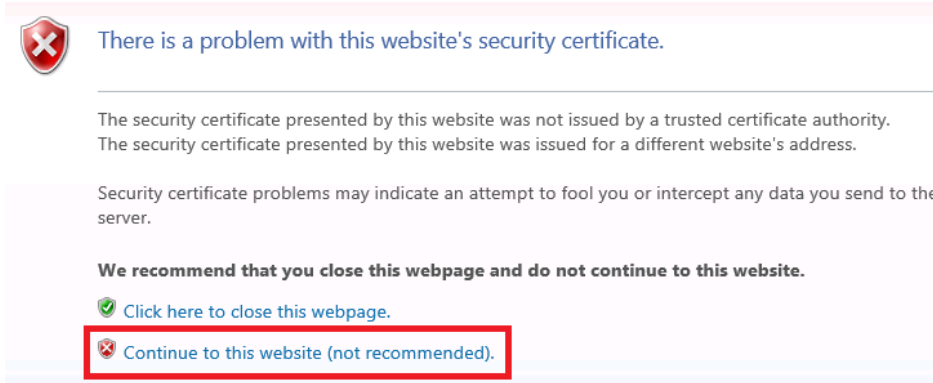 There is a problem with this website's security certificate.
The security certificate presented by this website was not issued by a trusted certificate authority.
The security certificate presented by this website was issued for a different website's address.
Security certificate problems may indicate an attempt to fool you or intercept any data you send to the
server.
We recommend that you close this webpage and do not continue to this website.
Click here to close this webpage.
Continue to this website (not recommended).